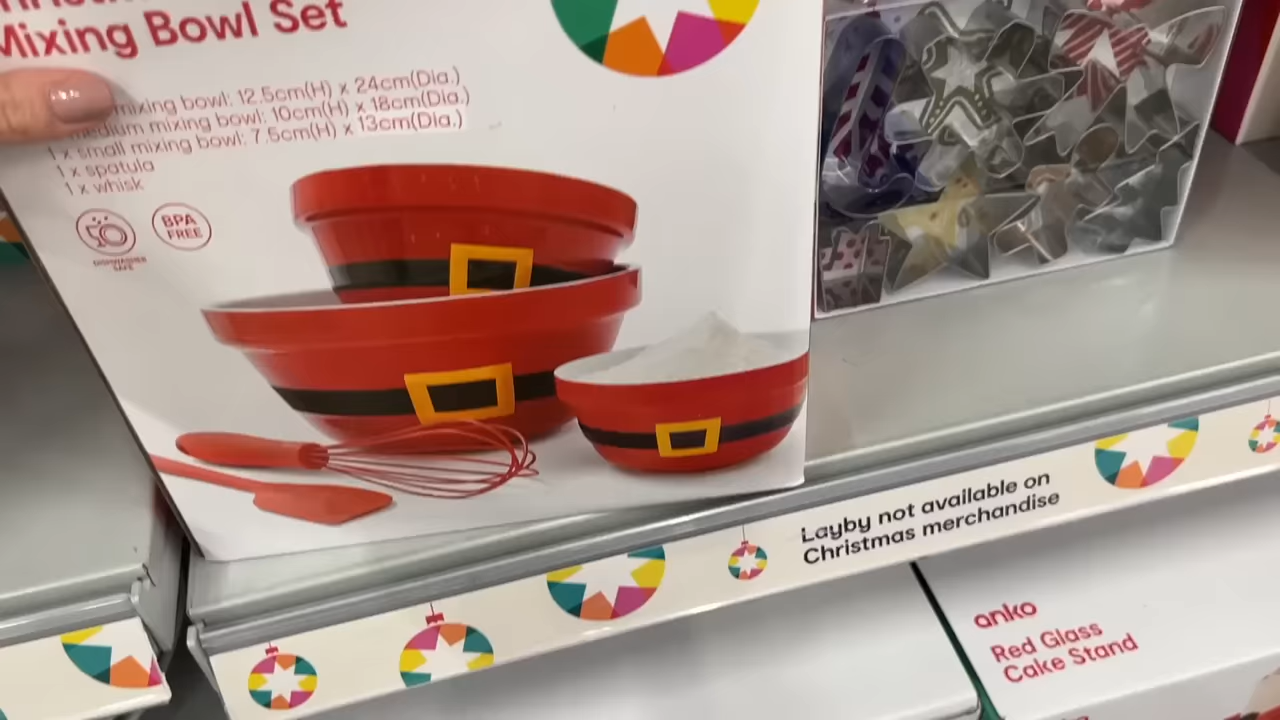 Mixing Bowl Set
mixing bowl: 12.5cm(H) x 24cm(Dia.)
medium mixing bowl: 10cm(H) x 18cm(Dia.)
1 x small mixing bowl: 7.5cm(H) x 13cm(Dia.)
1 x spatula
1 x whisk
BPA
FREE
DISHWASHER
SAFE
Layby not available on
Christmas merchandise
anko
Red Glass
Cake Stand